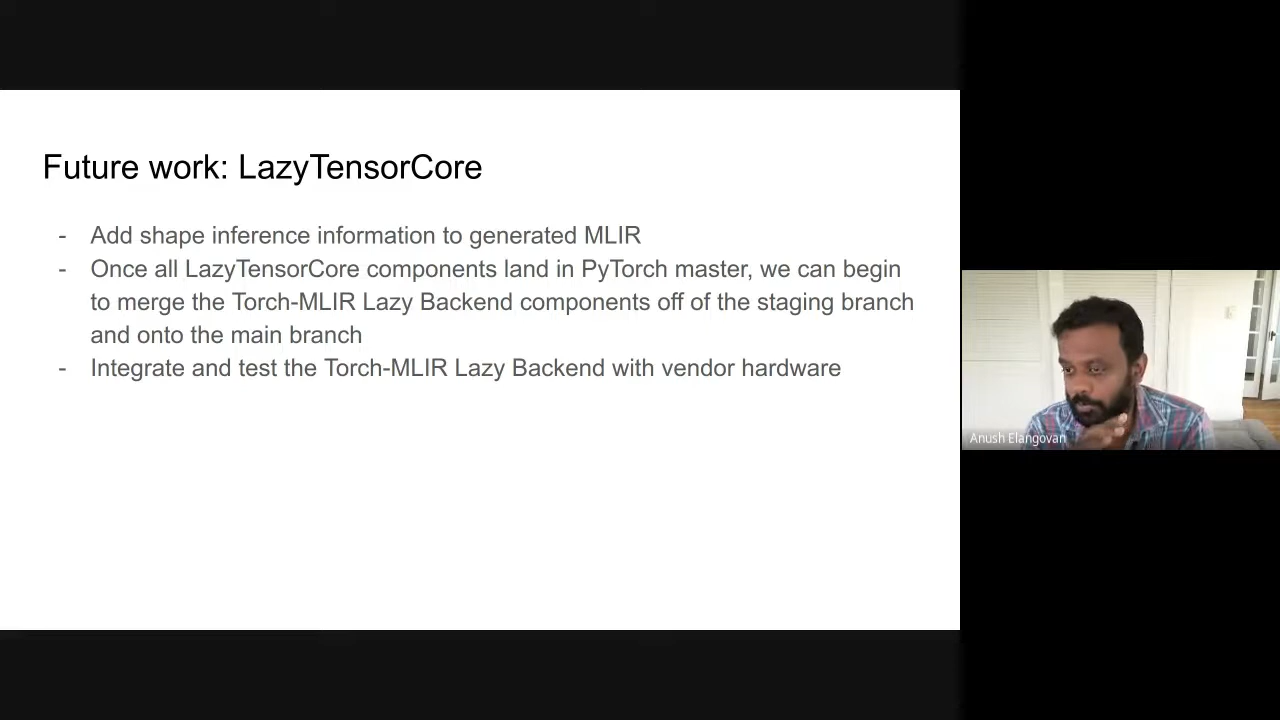 Future work: LazyTensorCore
- Add shape inference information to generated MLIR
- Once all LazyTensorCore components land in PyTorch master, we can begin
to merge the Torch-MLIR Lazy Backend components off of the staging branch
and onto the main branch
- Integrate and test the Torch-MLIR Lazy Backend with vendor hardware
Anush Elangovan